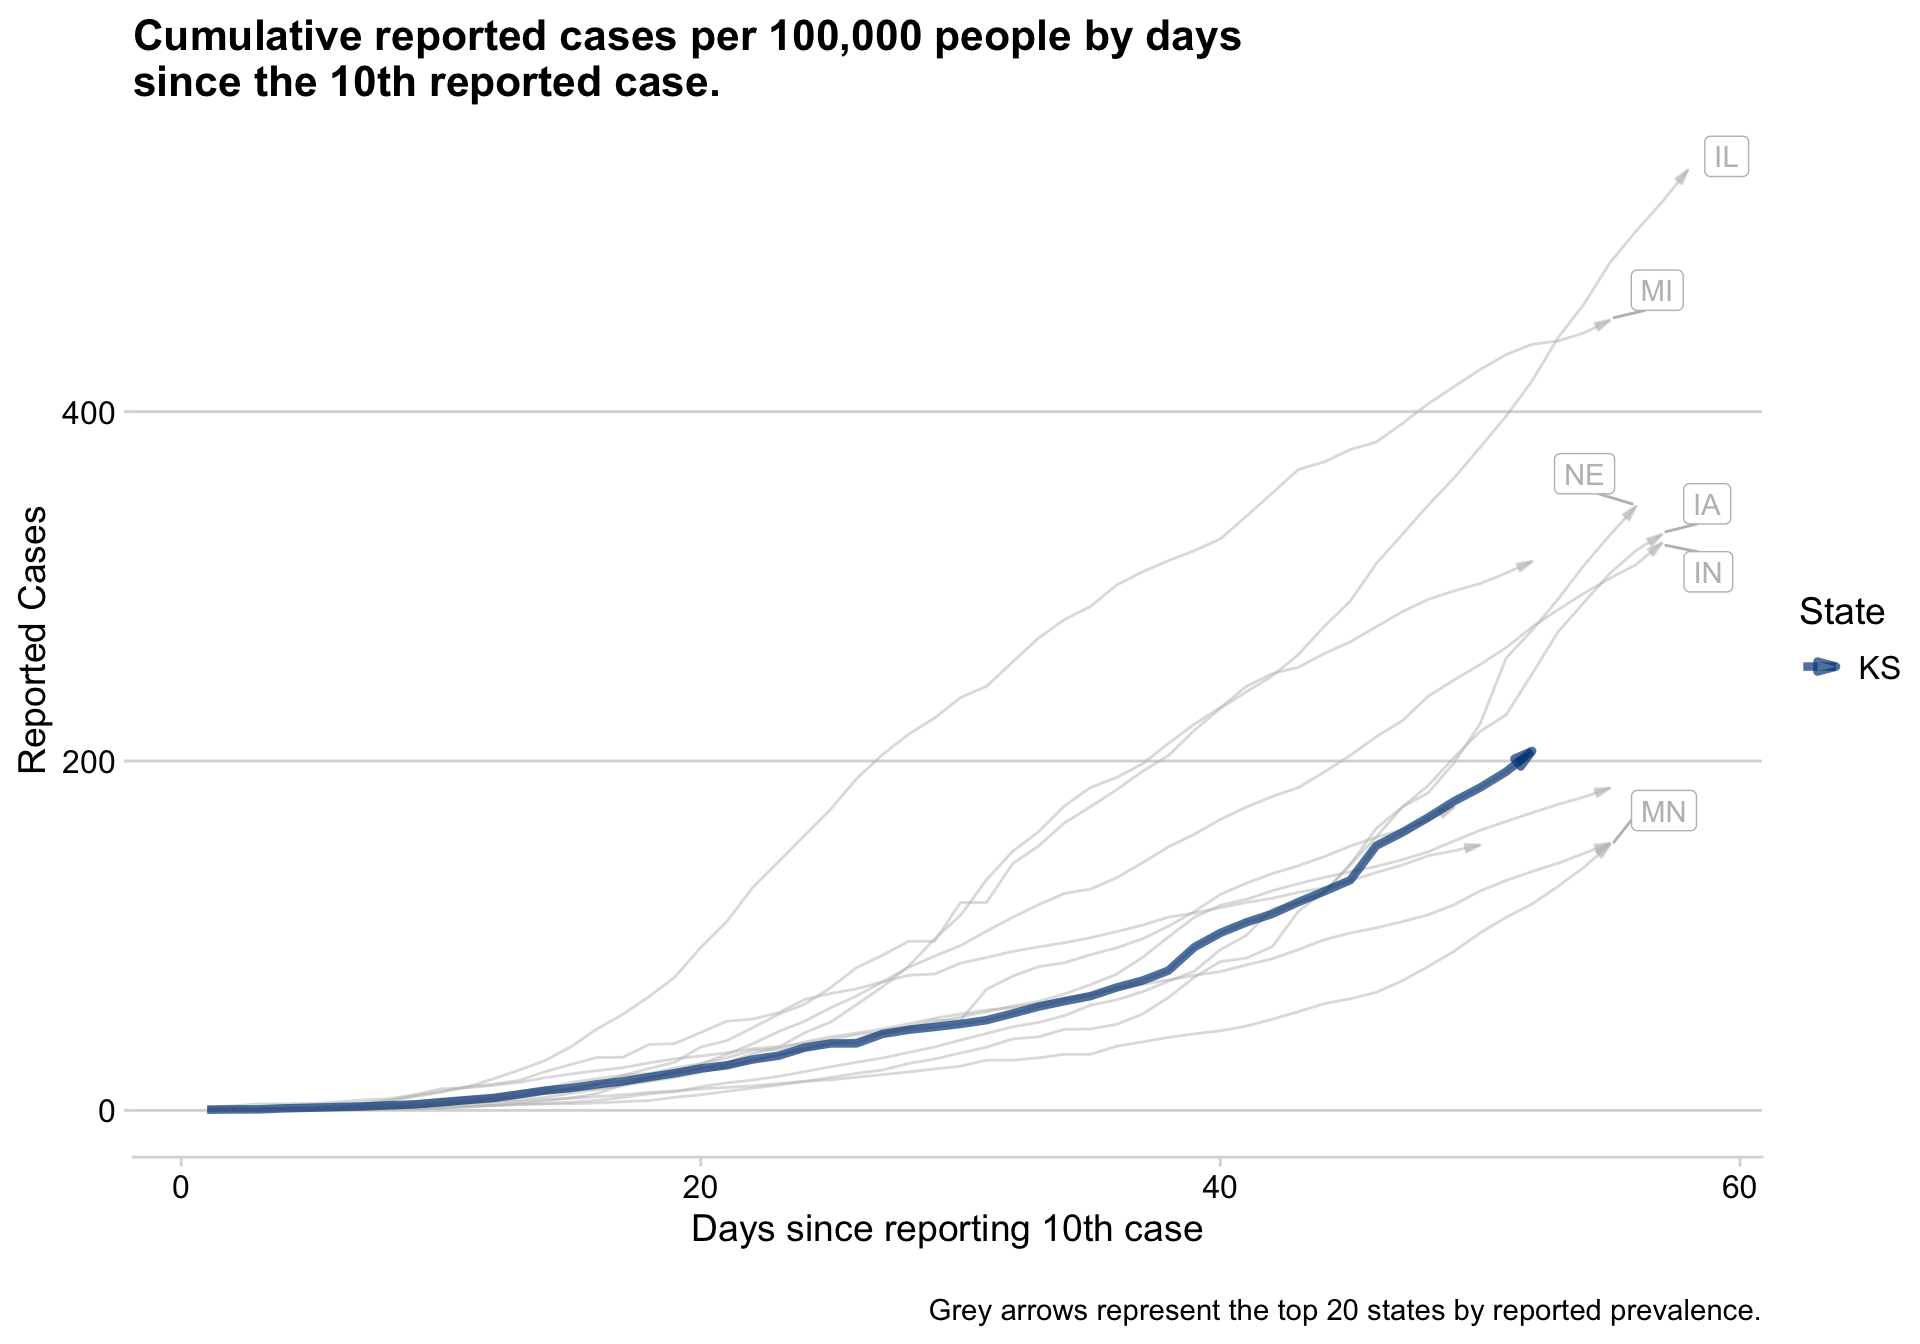 Cumulative reported cases per 100,000 people by days
since the 10th reported case.
IL
MI
400
NE
IA
IN
Reported Cases
State
KS
200
MN
0
0 20 40 60
Days since reporting 10th case
Grey arrows represent the top 20 states by reported prevalence.